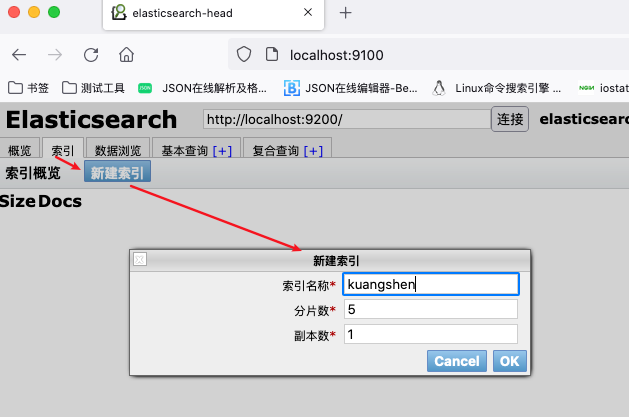 elasticsearch-head
localhost:9100
书签 测试工具 JSON在线解析及格... JSON在线编辑器-Be... Linux命令搜索引擎 ... iostat
Elasticsearch http://localhost:9200/ 连接 elasticsearc
概览 索引 数据浏览 基本查询 [+] 复合查询 [+]
索引概览 新建索引
Size Docs
新建索引
索引名称* kuangshen
分片数* 5
副本数* 1
Cancel OK